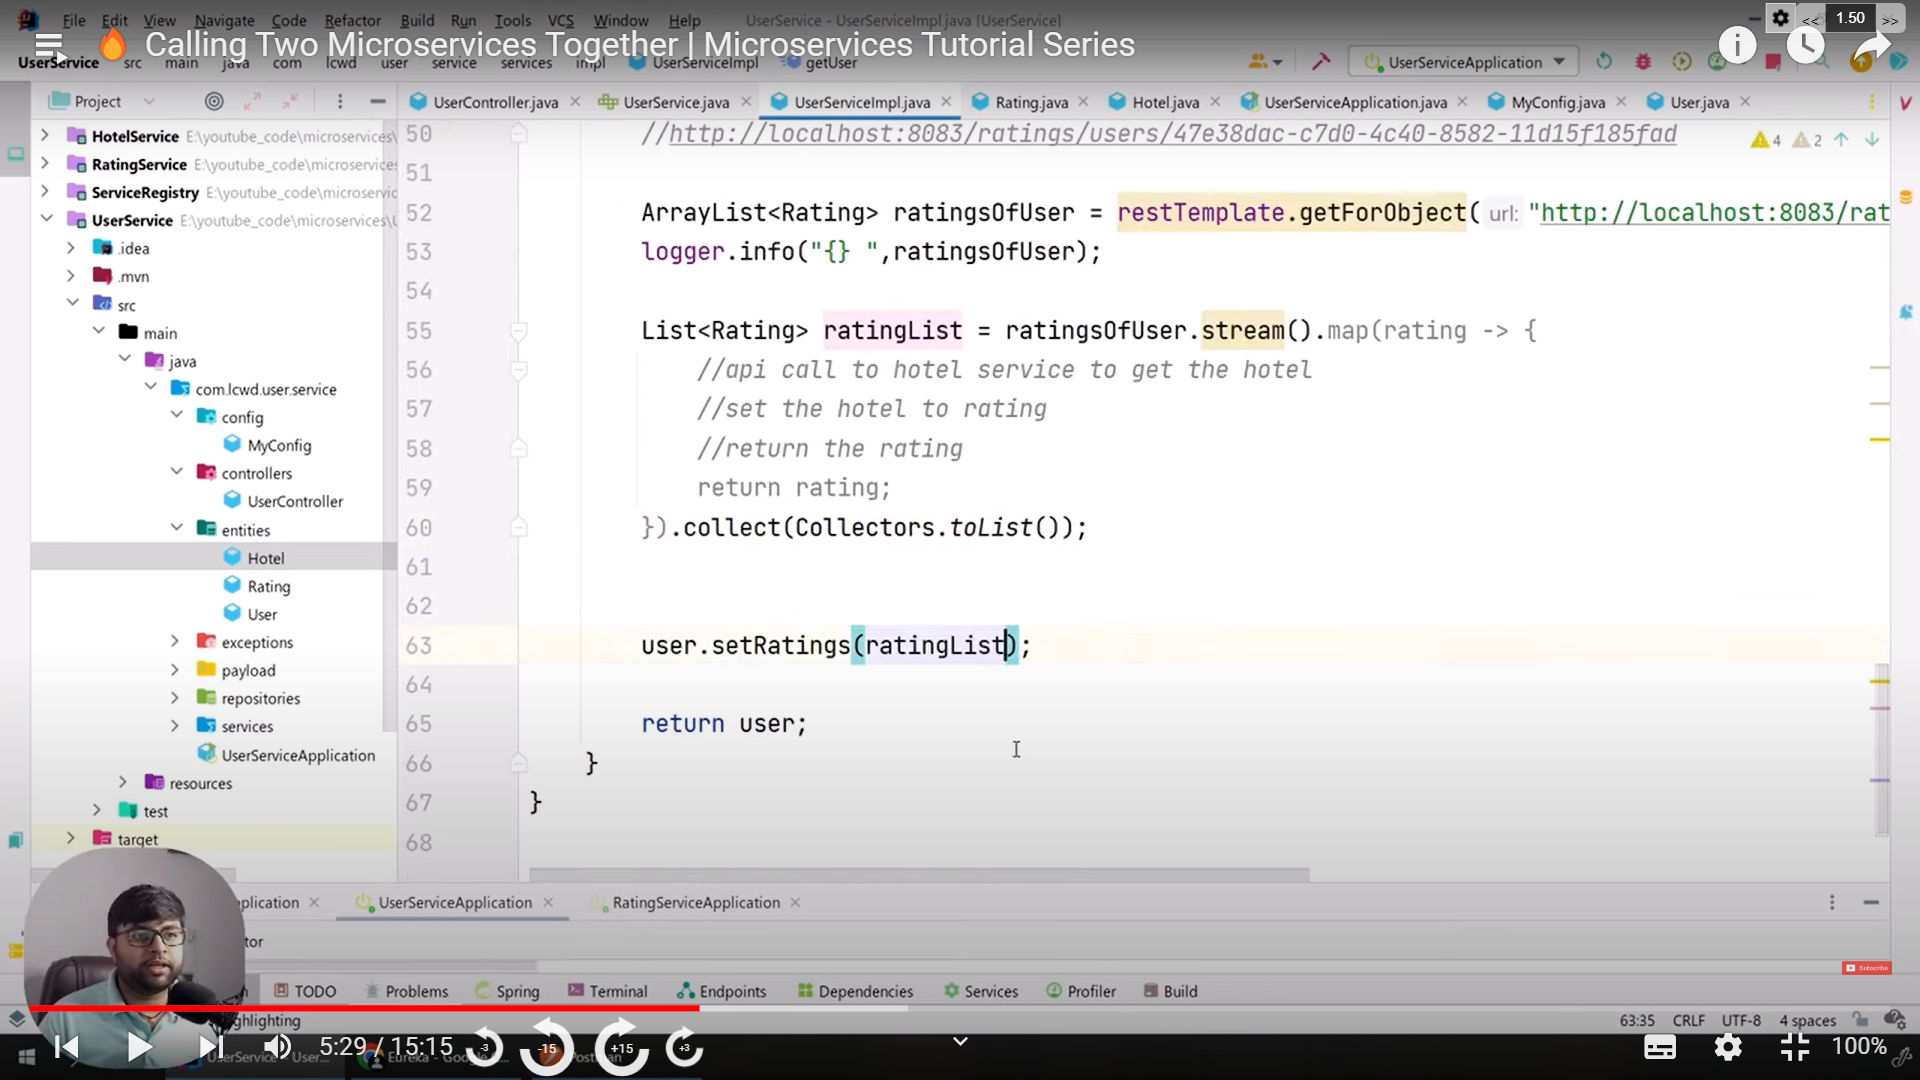 File Edit View Navigate Code Refactor Build Run Tools VCS Window Help UserService - UserServiceImpl.java [UserService]
<< 1.50 >>
🔥 Calling Two Microservices Together | Microservices Tutorial Series
UserService src main java com lcwd user service services impl UserServiceImpl getUser
UserServiceApplication
Project
UserController.java UserService.java UserServiceImpl.java Rating.java Hotel.java UserServiceApplication.java MyConfig.java User.java
HotelService E:\youtube_code\microservices\
RatingService E:\youtube_code\microservice
ServiceRegistry E:\youtube_code\microservic
UserService E:\youtube_code\microservices\
.idea
.mvn
src
main
java
com.lcwd.user.service
config
MyConfig
controllers
UserController
entities
Hotel
Rating
User
exceptions
payload
repositories
services
UserServiceApplication
resources
test
target
4 2
50 //http://localhost:8083/ratings/users/47e38dac-c7d0-4c40-8582-11d15f185fad
51
52 ArrayList<Rating> ratingsOfUser = restTemplate.getForObject( url: "http://localhost:8083/rat
53 logger.info("{} ",ratingsOfUser);
54
55 List<Rating> ratingList = ratingsOfUser.stream().map(rating -> {
56 //api call to hotel service to get the hotel
57 //set the hotel to rating
58 //return the rating
59 return rating;
60 }).collect(Collectors.toList());
61
62
63 user.setRatings(ratingList);
64
65 return user;
66 }
67 }
68
plication UserServiceApplication RatingServiceApplication
tor
Subscribe
TODO Problems Spring Terminal Endpoints Dependencies Services Profiler Build
ghlighting 63:35 CRLF UTF-8 4 spaces
UserService User...
5:29 / 15:15 -3 -15 +15 +3
100%